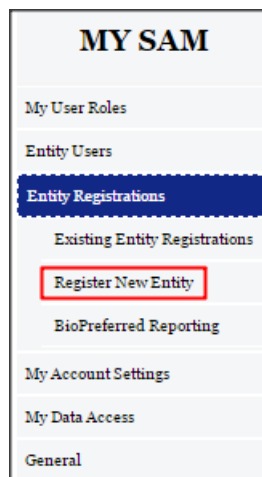 MY SAM
My User Roles
Entity Users
Entity Registrations
Existing Entity Registrations
Register New Entity
BioPreferred Reporting
My Account Settings
My Data Access
General